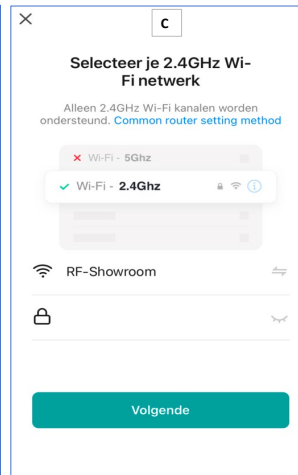 C
Selecteer je 2.4GHz Wi-
Fi netwerk
Alleen 2.4GHz Wi-Fi kanalen worden
ondersteund. Common router setting method
Wi-Fi - 5Ghz
Wi-Fi - 2.4Ghz
RF-Showroom
Volgende